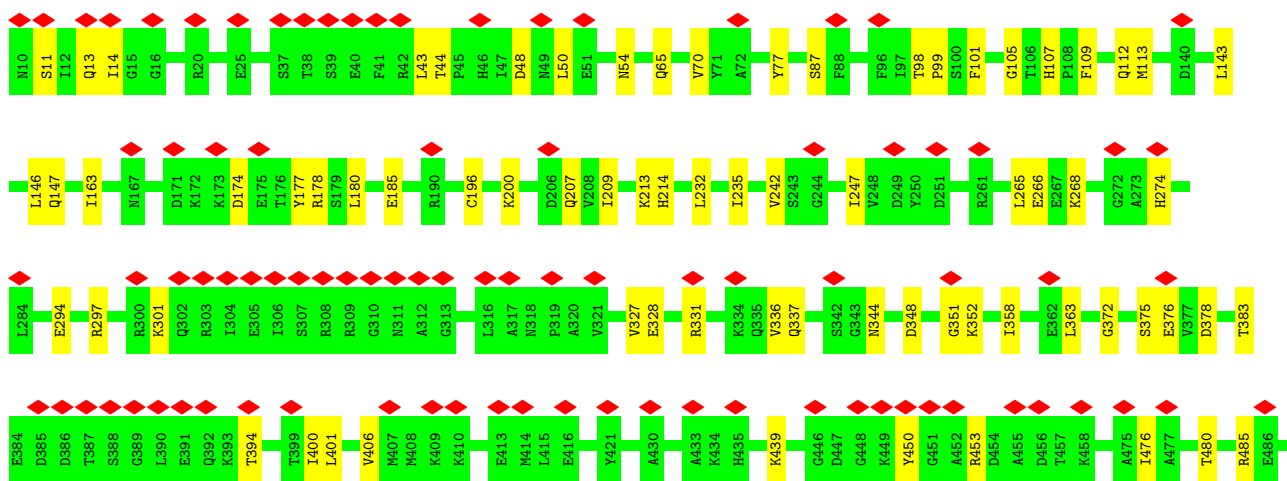 N10 S11 I12 Q13 I14 G15 G16 R20 E25 S37 T38 S39 E40 F41 R42 L43 T44 P45 H46 I47 D48 N49 L50 E51 N54 Q65 V70 Y71 A72 Y77 S87 F88 F96 I97 T98 P99 S100 F101 G105 T106 H107 P108 F109 Q112 M113 D140 L143
L146 Q147 I163 N167 D171 K172 K173 D174 E175 T176 Y177 R178 S179 L180 E185 R190 C196 K200 D206 Q207 V208 I209 K213 H214 L232 I235 V242 S243 G244 I247 V248 D249 Y250 D251 R261 L265 E266 E267 K268 G272 A273 H274
L284 E294 R297 R300 K301 Q302 R303 I304 E305 I306 S307 R308 R309 G310 N311 A312 G313 L316 A317 N318 P319 A320 V321 V327 E328 R331 K334 Q335 V336 Q337 S342 G343 N344 D348 G351 K352 I358 E362 L363 G372 S375 E376 V377 D378 T383
E384 D385 D386 T387 S388 G389 L390 E391 Q392 K393 T394 T399 I400 L401 V406 M407 M408 K409 K410 E413 M414 L415 E416 Y421 A430 A433 K434 H435 K439 G446 D447 G448 K449 Y450 G451 A452 R453 D454 A455 D456 T457 K458 A475 I476 A477 T480 R485 E486